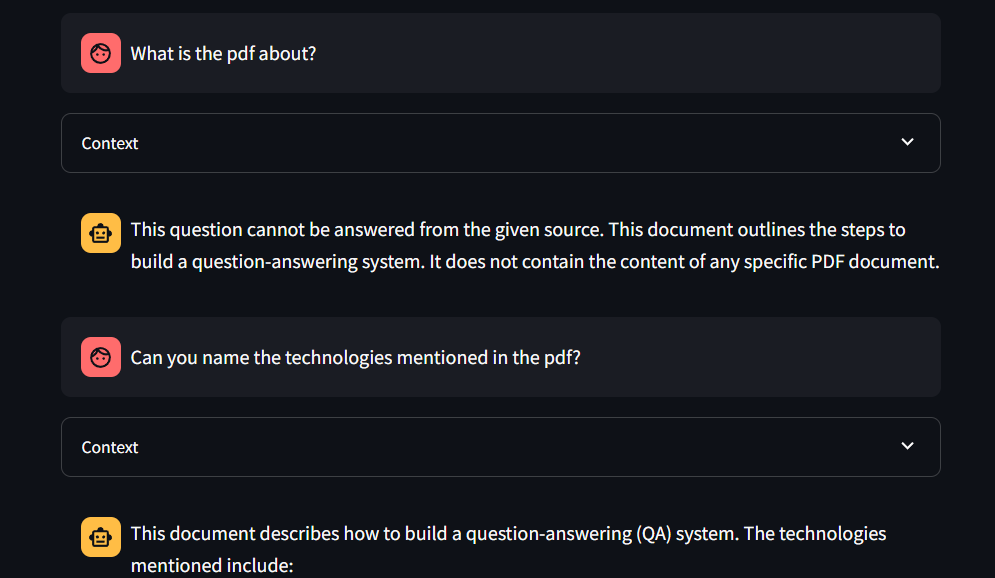 What is the pdf about?
Context
This question cannot be answered from the given source. This document outlines the steps to
build a question-answering system. It does not contain the content of any specific PDF document.
Can you name the technologies mentioned in the pdf?
Context
This document describes how to build a question-answering (QA) system. The technologies
mentioned include: